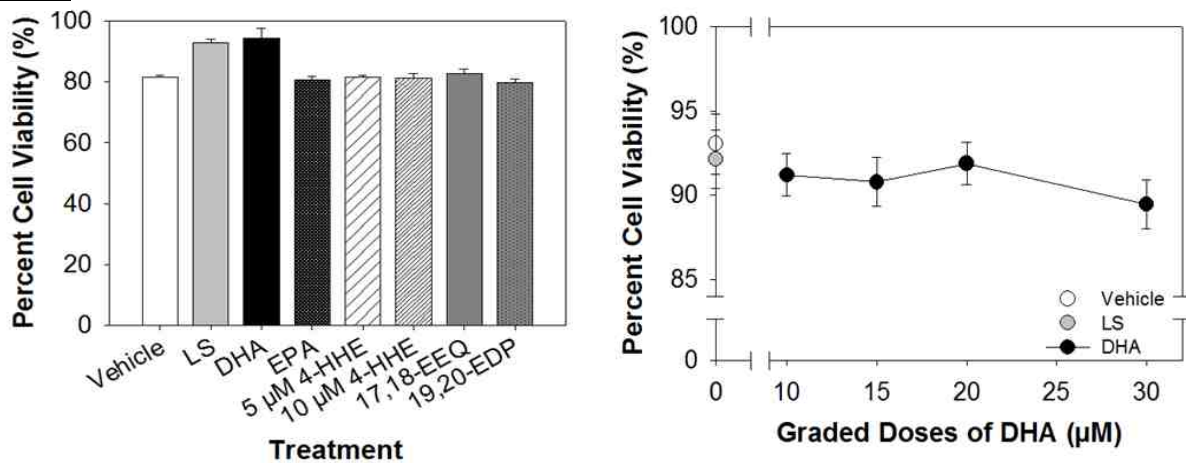 Percent Cell Viability (%)
100
80
60
40
20
0
Vehicle
LS
DHA
EPA
5 µM 4-HHE
10 µM 4-HHE
17,18-EEQ
19,20-EDP
Treatment
Percent Cell Viability (%)
100
95
90
85
0
Vehicle
LS
DHA
0 10 15 20 25 30
Graded Doses of DHA (µM)